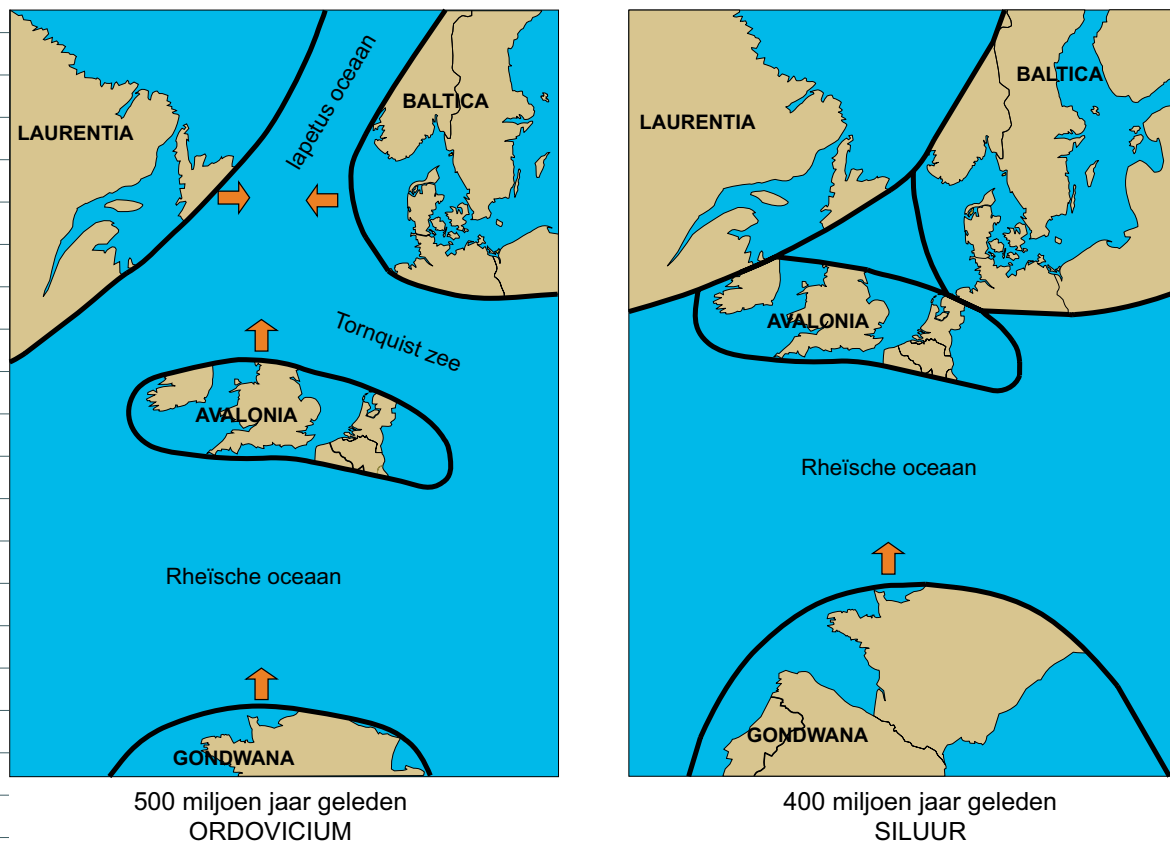 LAURENTIA
Iapetus oceaan
BALTICA
Tornquist zee
AVALONIA
Rheïsche oceaan
GONDWANA
500 miljoen jaar geleden
ORDOVICIUM
LAURENTIA
BALTICA
AVALONIA
Rheïsche oceaan
GONDWANA
400 miljoen jaar geleden
SILUUR